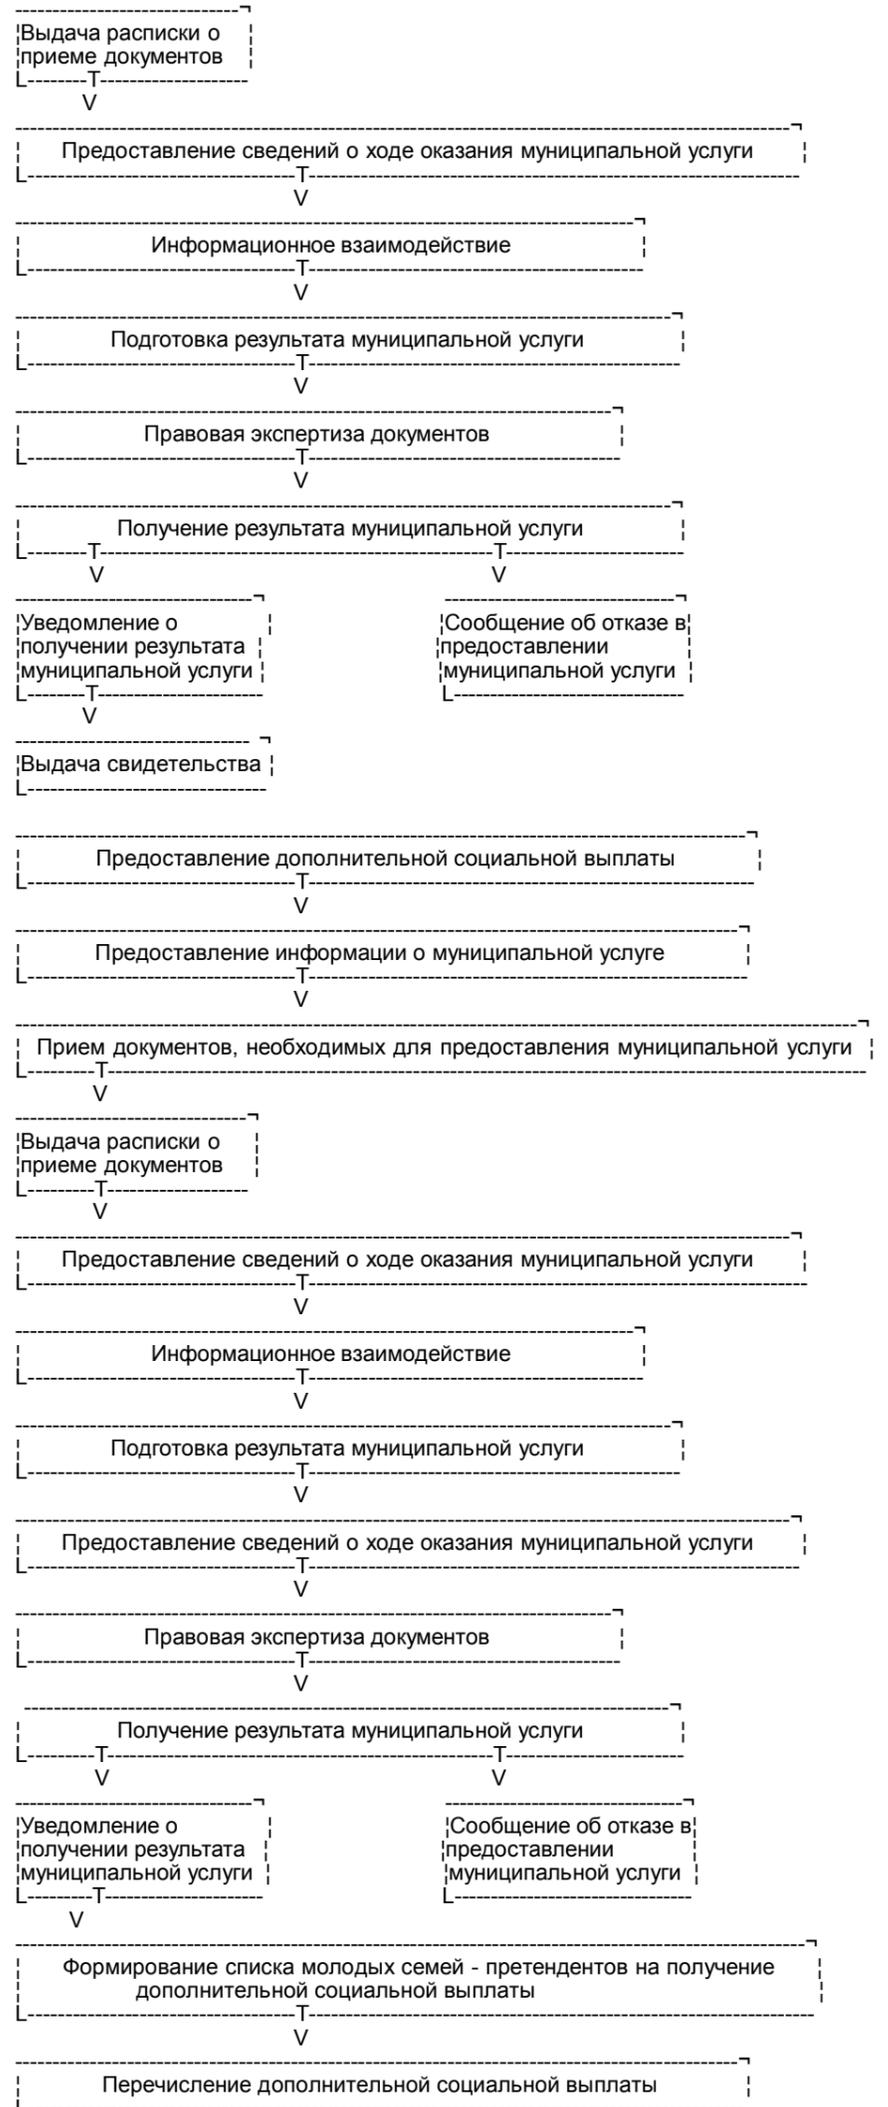 Выдача расписки о
приеме документов
V
Предоставление сведений о ходе оказания муниципальной услуги
V
Информационное взаимодействие
V
Подготовка результата муниципальной услуги
V
Правовая экспертиза документов
V
Получение результата муниципальной услуги
V V
Уведомление о
получении результата
муниципальной услуги
Сообщение об отказе в
предоставлении
муниципальной услуги
V
Выдача свидетельства
Предоставление дополнительной социальной выплаты
V
Предоставление информации о муниципальной услуге
V
Прием документов, необходимых для предоставления муниципальной услуги
V
Выдача расписки о
приеме документов
V
Предоставление сведений о ходе оказания муниципальной услуги
V
Информационное взаимодействие
V
Подготовка результата муниципальной услуги
V
Предоставление сведений о ходе оказания муниципальной услуги
V
Правовая экспертиза документов
V
Получение результата муниципальной услуги
V V
Уведомление о
получении результата
муниципальной услуги
Сообщение об отказе в
предоставлении
муниципальной услуги
V
Формирование списка молодых семей - претендентов на получение
дополнительной социальной выплаты
V
Перечисление дополнительной социальной выплаты